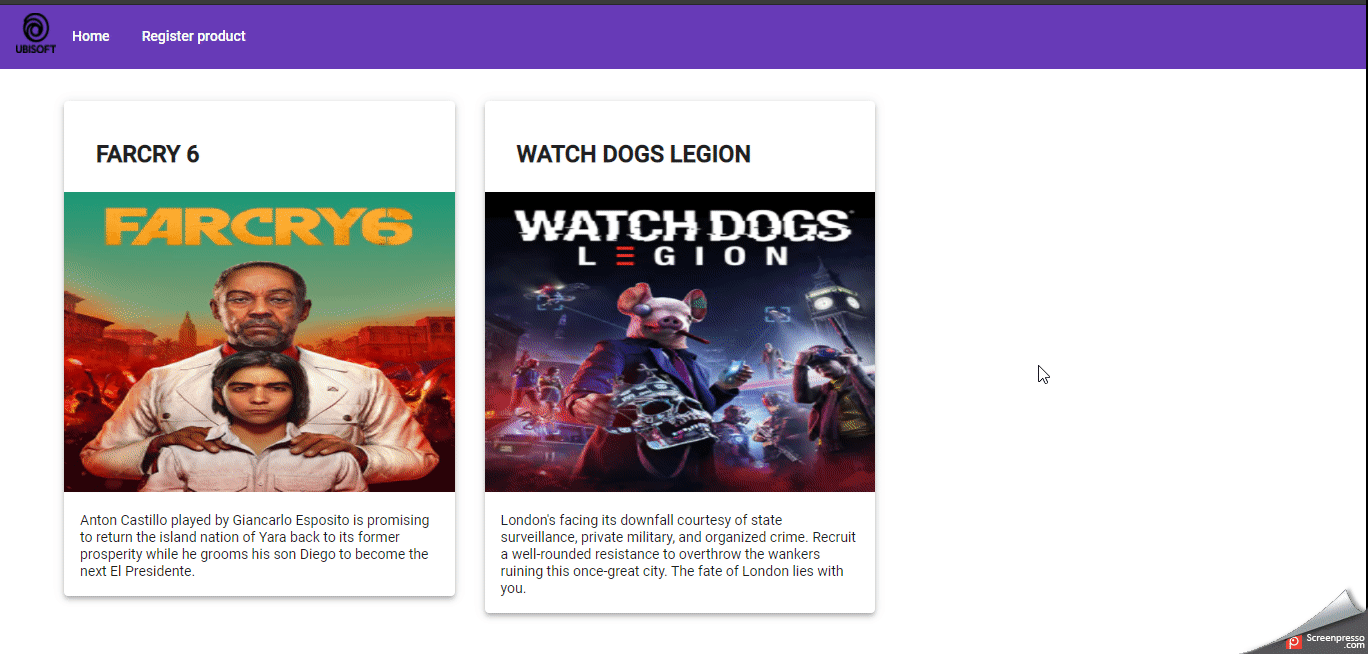 UBISOFT
Home
Register product
FARCRY 6
WATCH DOGS LEGION
FARCRY6
WATCH DOGS
LEGION
Anton Castillo played by Giancarlo Esposito is promising
to return the island nation of Yara back to its former
prosperity while he grooms his son Diego to become the
next El Presidente.
London's facing its downfall courtesy of state
surveillance, private military, and organized crime. Recruit
a well-rounded resistance to overthrow the wankers
ruining this once-great city. The fate of London lies with
you.
Screenpresso
.com